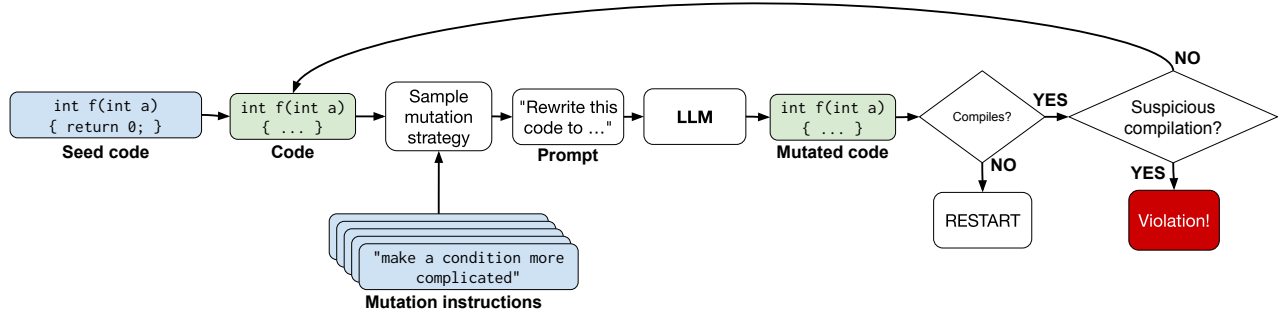 NO
int f(int a)
{ return 0; }
Seed code
int f(int a)
{ ... }
Code
Sample
mutation
strategy
"Rewrite this
code to ..."
Prompt
LLM
int f(int a)
{ ... }
Mutated code
Compiles?
YES
NO
RESTART
Suspicious
compilation?
YES
Violation!
"make a condition more
complicated"
Mutation instructions